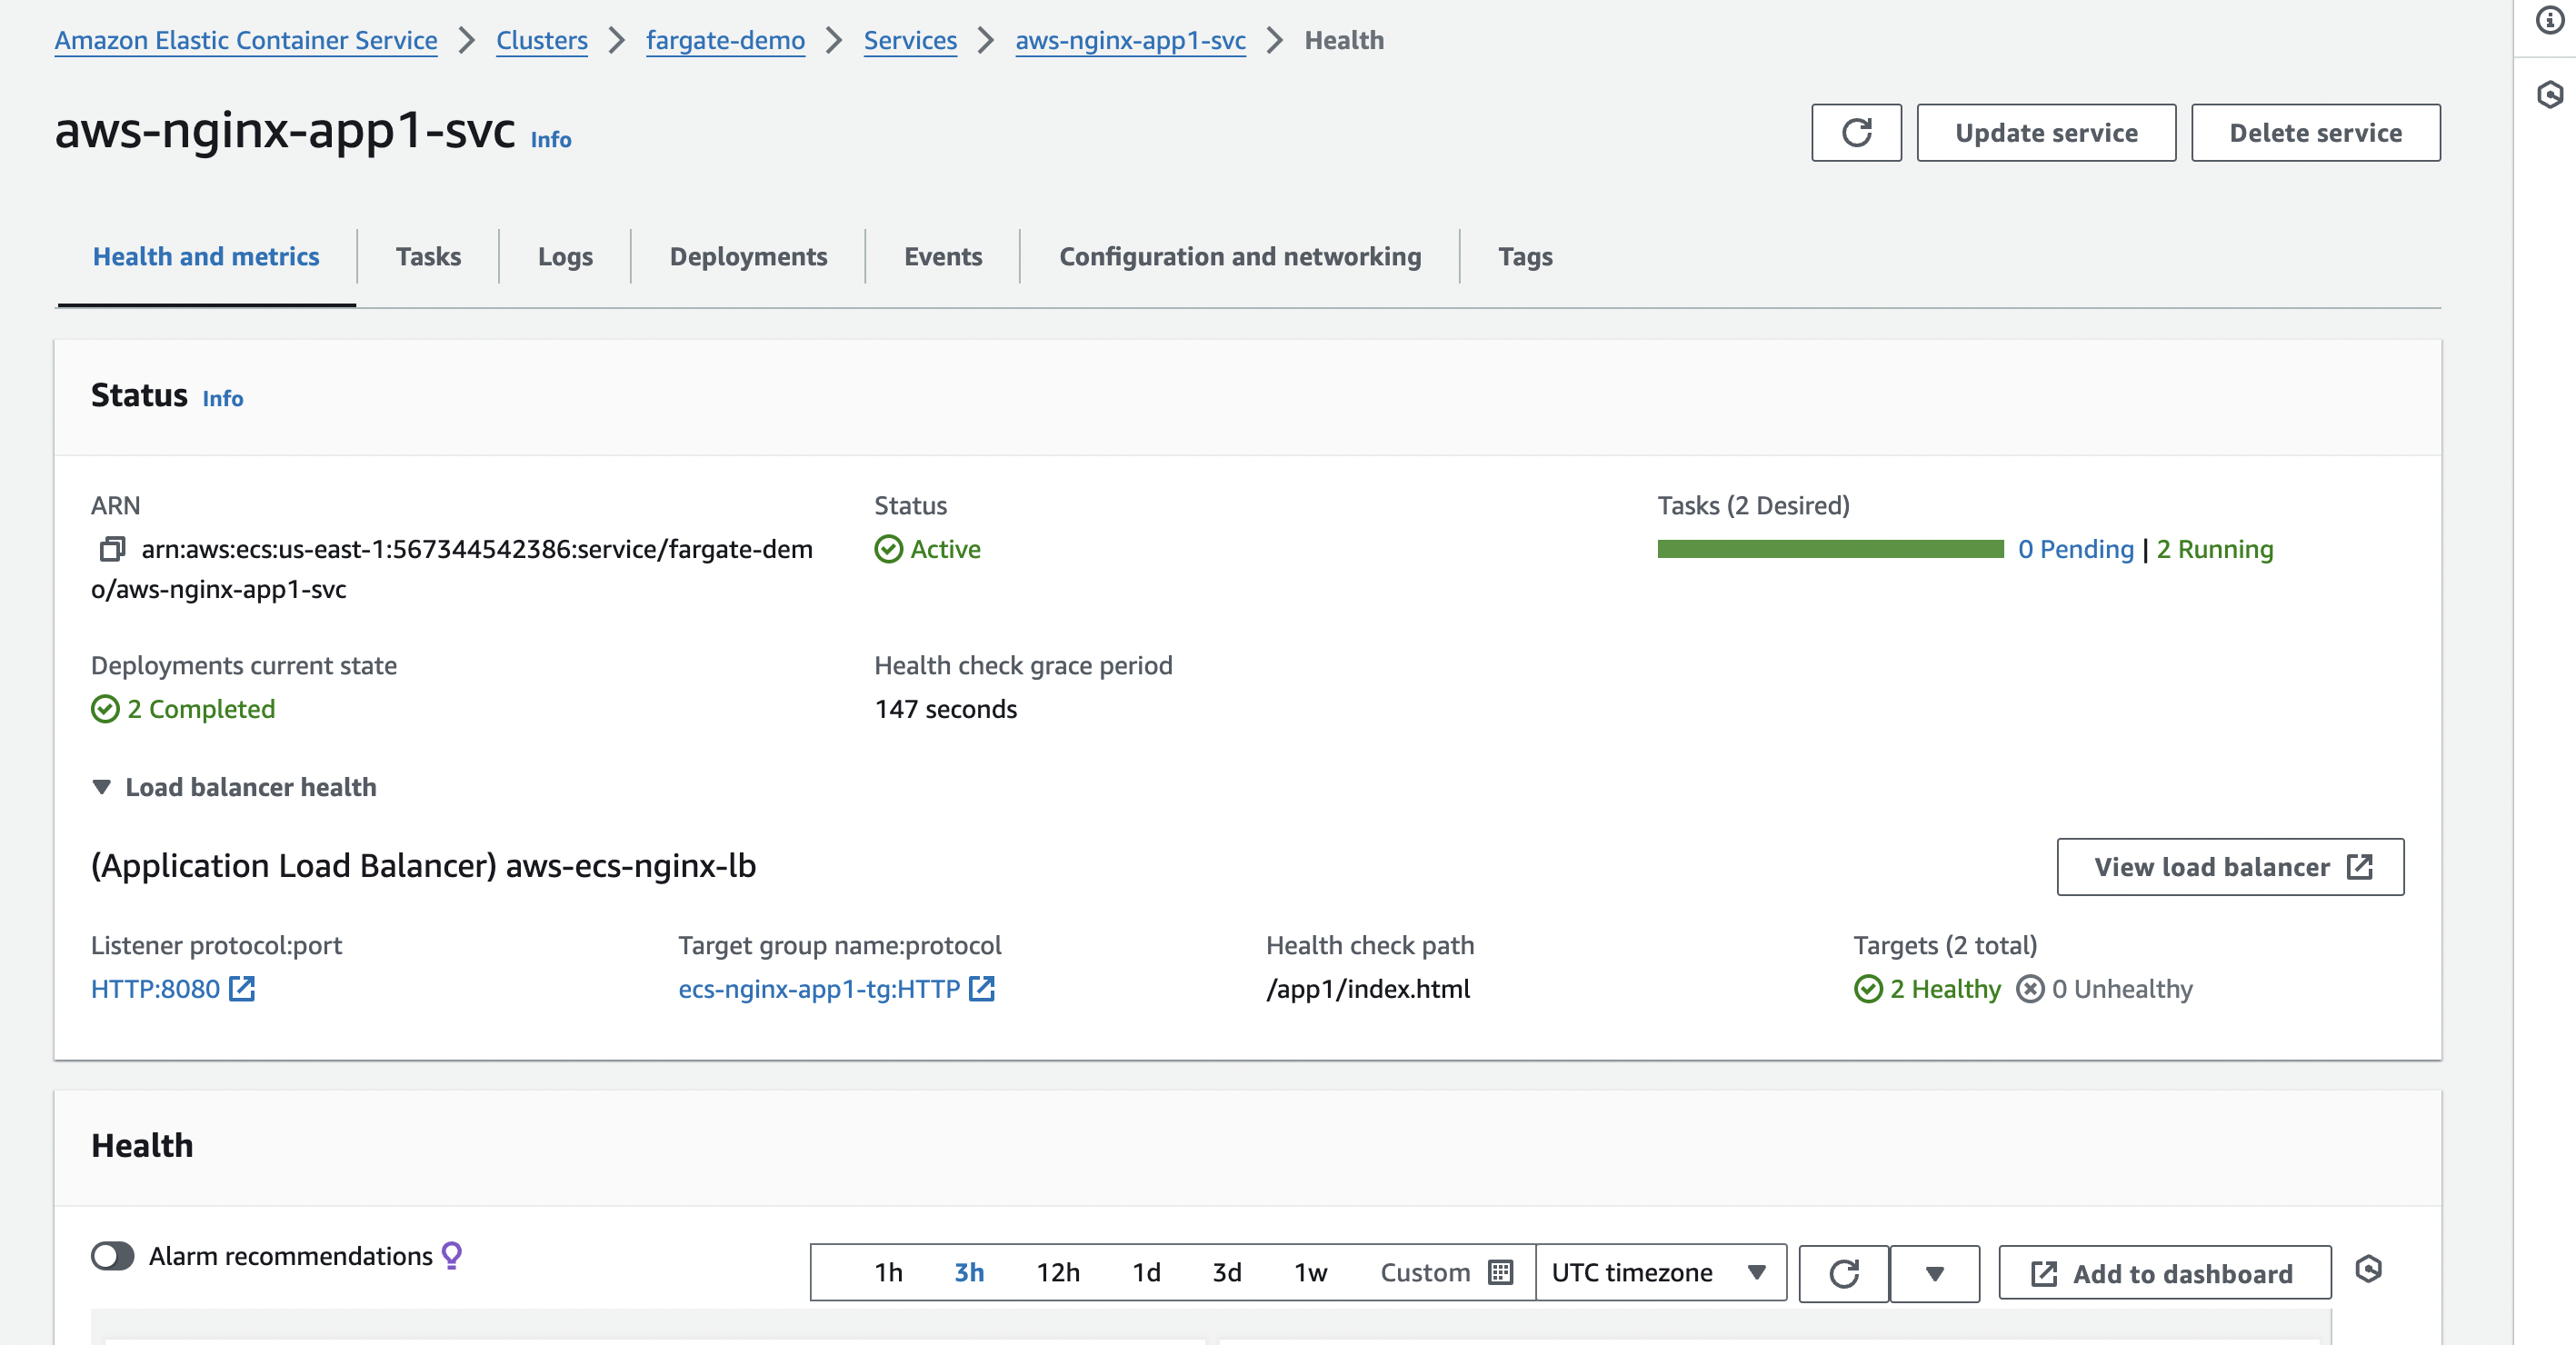 Amazon Elastic Container Service > Clusters > fargate-demo > Services > aws-nginx-app1-svc > Health
aws-nginx-app1-svc Info
Update service
Delete service
Health and metrics
Tasks
Logs
Deployments
Events
Configuration and networking
Tags
Status Info
ARN
arn:aws:ecs:us-east-1:567344542386:service/fargate-dem
o/aws-nginx-app1-svc
Status
Active
Tasks (2 Desired)
0 Pending | 2 Running
Deployments current state
2 Completed
Health check grace period
147 seconds
Load balancer health
(Application Load Balancer) aws-ecs-nginx-lb
View load balancer
Listener protocol:port
HTTP:8080
Target group name:protocol
ecs-nginx-app1-tg:HTTP
Health check path
/app1/index.html
Targets (2 total)
2 Healthy 0 Unhealthy
Health
Alarm recommendations
1h 3h 12h 1d 3d 1w Custom
UTC timezone
Add to dashboard